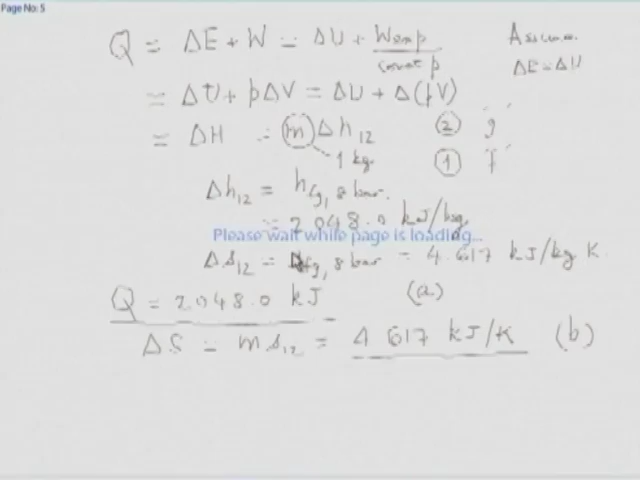 Page No: 5
Q = ΔE + W = ΔU + Wexp / const p
Assum.
ΔE = ΔU
= ΔU + pΔV = ΔU + Δ(pV)
= ΔH = (m) Δh12
1 kg
(2) g
(1) f
Δh12 = hfg, 8 bar.
= 2048.0 kJ/kg
Please wait while page is loading...
Δs12 = sfg, 8 bar = 4.617 kJ/kg K
Q = 2048.0 kJ (a)
ΔS = m s12 = 4 617 kJ/K (b)